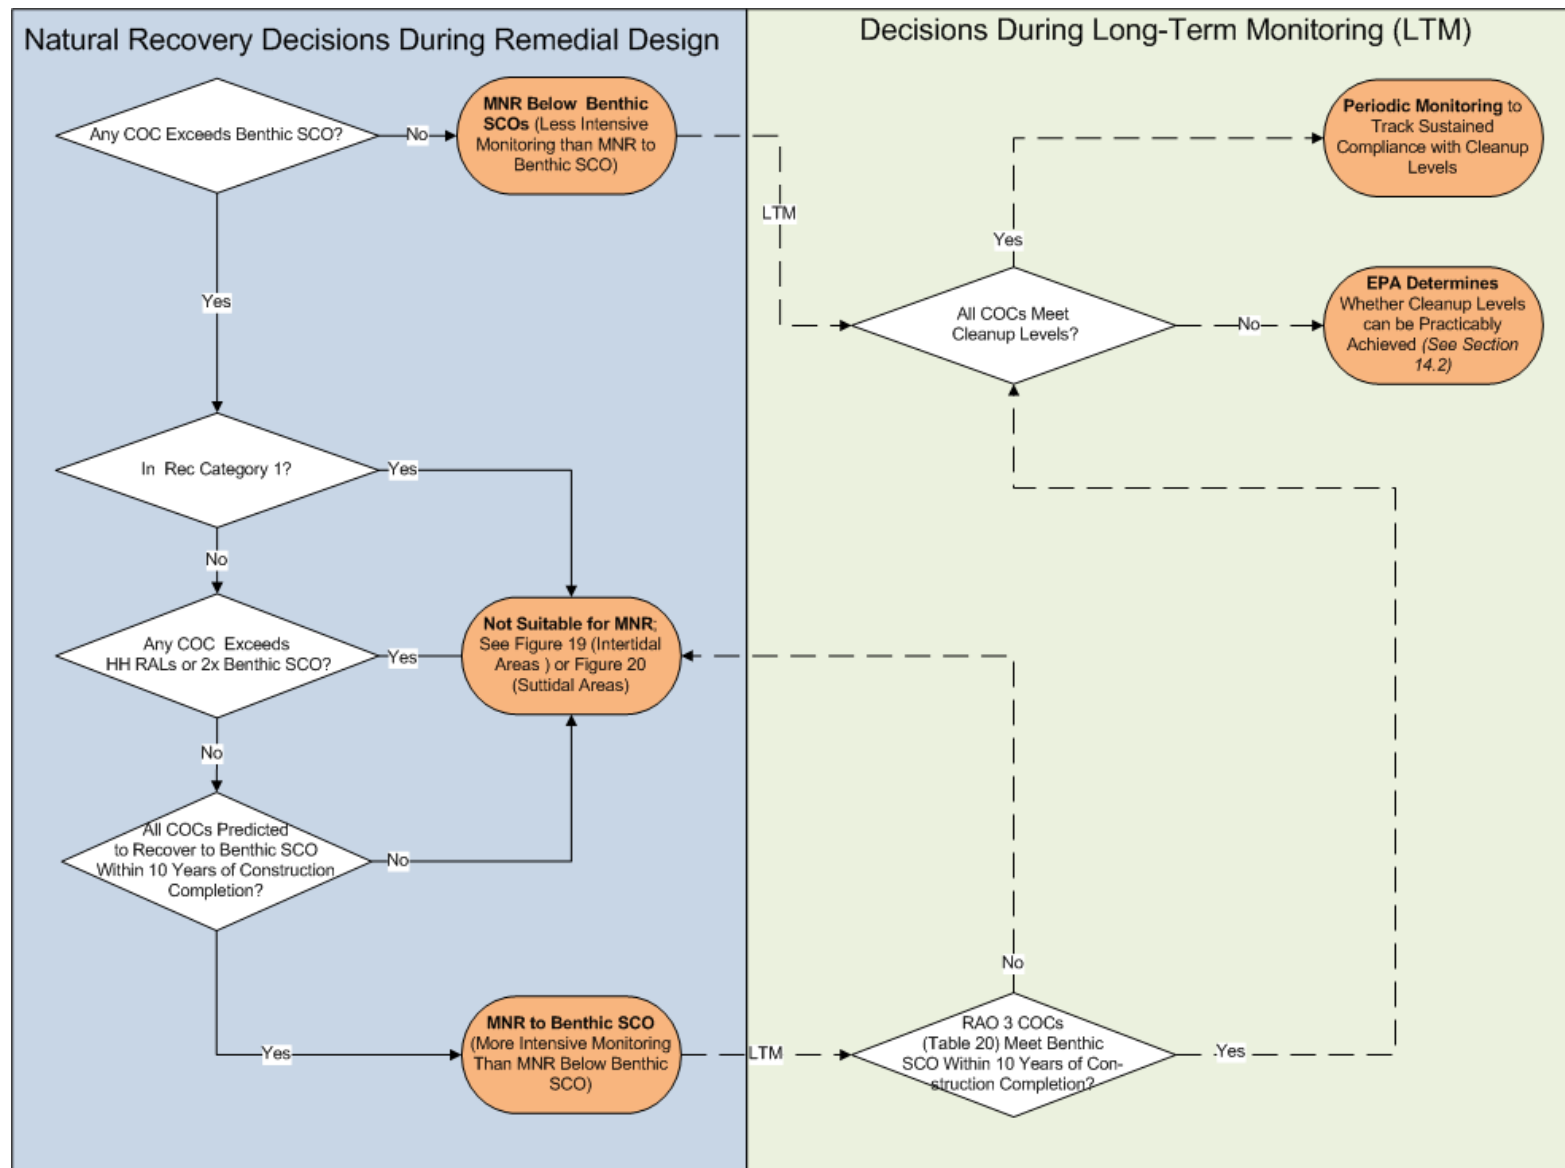 Natural Recovery Decisions During Remedial Design
Any COC Exceeds Benthic SCO?
No
MNR Below Benthic
SCOs (Less Intensive
Monitoring than MNR to
Benthic SCO)
Yes
In Rec Category 1?
Yes
No
Any COC Exceeds
HH RALs or 2x Benthic SCO?
Yes
Not Suitable for MNR;
See Figure 19 (Intertidal
Areas ) or Figure 20
(Suttidal Areas)
No
All COCs Predicted
to Recover to Benthic SCO
Within 10 Years of Construction
Completion?
No
Yes
MNR to Benthic SCO
(More Intensive Monitoring
Than MNR Below Benthic
SCO)
Decisions During Long-Term Monitoring (LTM)
LTM
All COCs Meet
Cleanup Levels?
Yes
Periodic Monitoring to
Track Sustained
Compliance with Cleanup
Levels
No
EPA Determines
Whether Cleanup Levels
can be Practicably
Achieved (See Section
14.2)
LTM
RAO 3 COCs
(Table 20) Meet Benthic
SCO Within 10 Years of Con-
struction Completion?
No
Yes